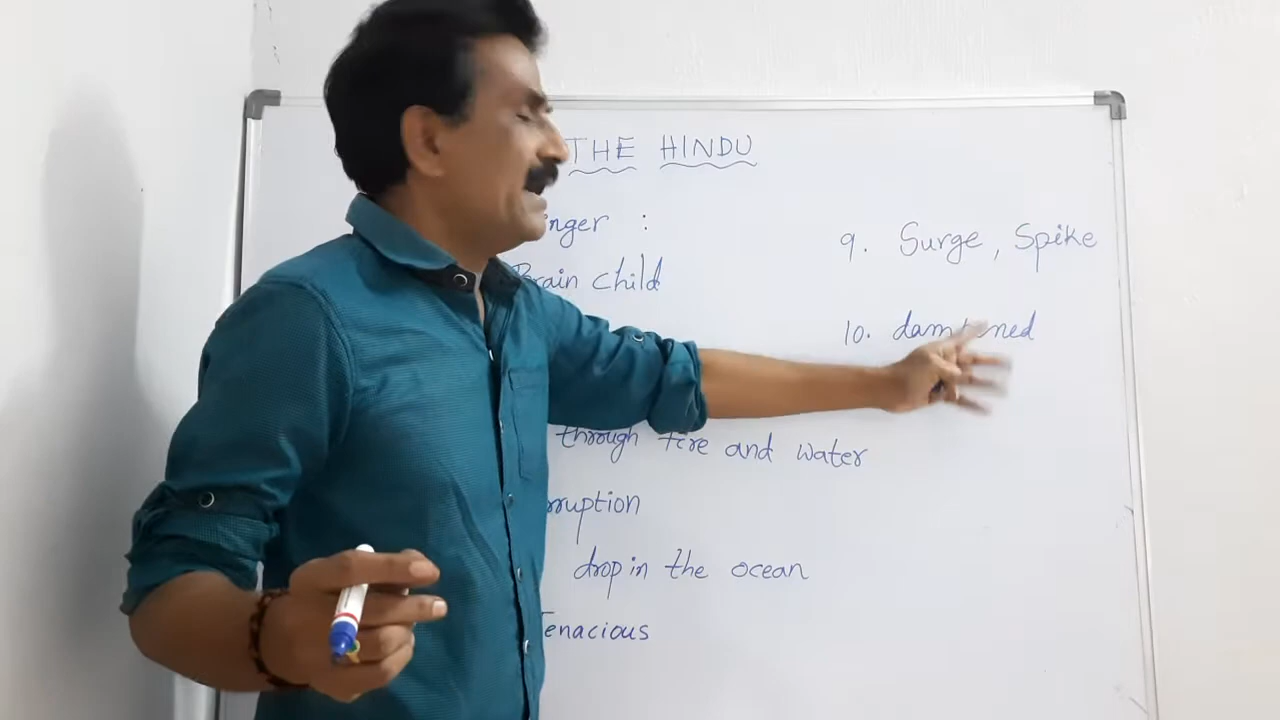 THE HINDU
nger :
Brain child
through fire and water
rruption
drop in the ocean
Tenacious
9. Surge, Spike
10. dampened